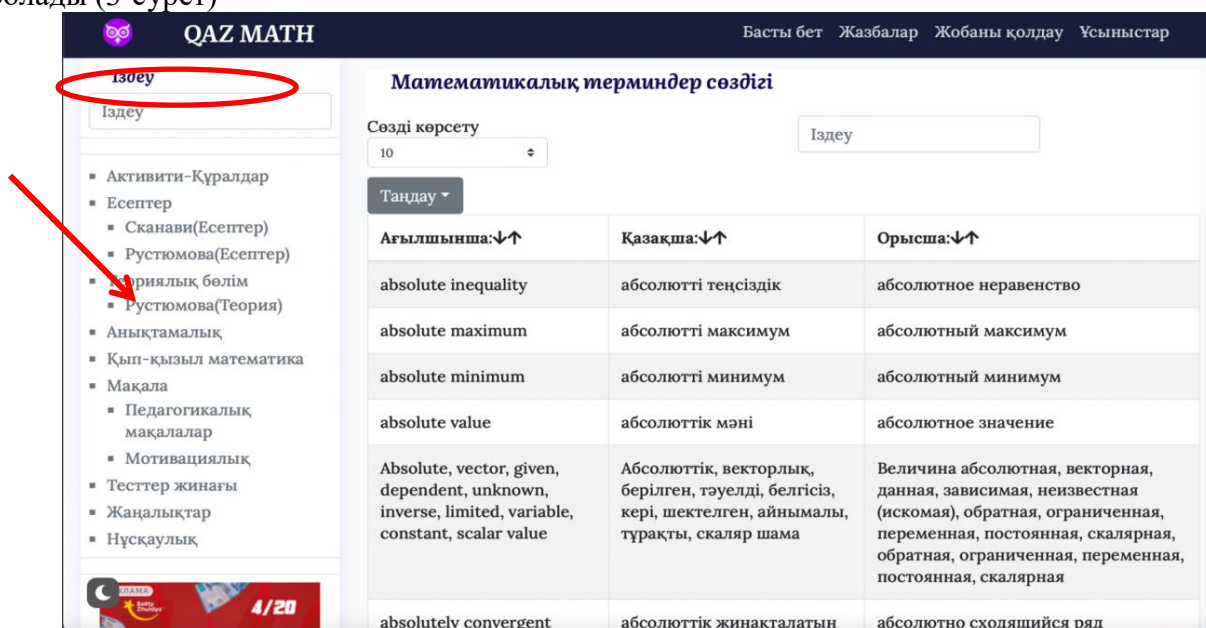 болады (3-сурет)
QAZ MATH
Басты бет Жазбалар Жобаны қолдау Ұсыныстар
Іздеу
Іздеу
Активити-Құралдар
Есептер
Сканави(Есептер)
Рустюмова(Есептер)
Теориялық бөлім
Рустюмова(Теория)
Анықтамалық
Қып-қызыл математика
Мақала
Педагогикалық
мақалалар
Мотивациялық
Тесттер жинағы
Жаңалықтар
Нұсқаулық
4/20
Математикалық терминдер сөздігі
Сөзді көрсету
10
Іздеу
Таңдау
Ағылшынша:↓↑ Қазақша:↓↑ Орысша:↓↑
absolute inequality абсолютті теңсіздік абсолютное неравенство
absolute maximum абсолютті максимум абсолютный максимум
absolute minimum абсолютті минимум абсолютный минимум
absolute value абсолюттік мәні абсолютное значение
Absolute, vector, given, Абсолюттік, векторлық, Величина абсолютная, векторная,
dependent, unknown, берілген, тәуелді, белгісіз, данная, зависимая, неизвестная
inverse, limited, variable, кері, шектелген, айнымалы, (искомая), обратная, ограниченная,
constant, scalar value тұрақты, скаляр шама переменная, постоянная, скалярная,
обратная, ограниченная, переменная,
постоянная, скалярная
absolutely convergent абсолюттік жинақталатын абсолютно сходящийся ряд